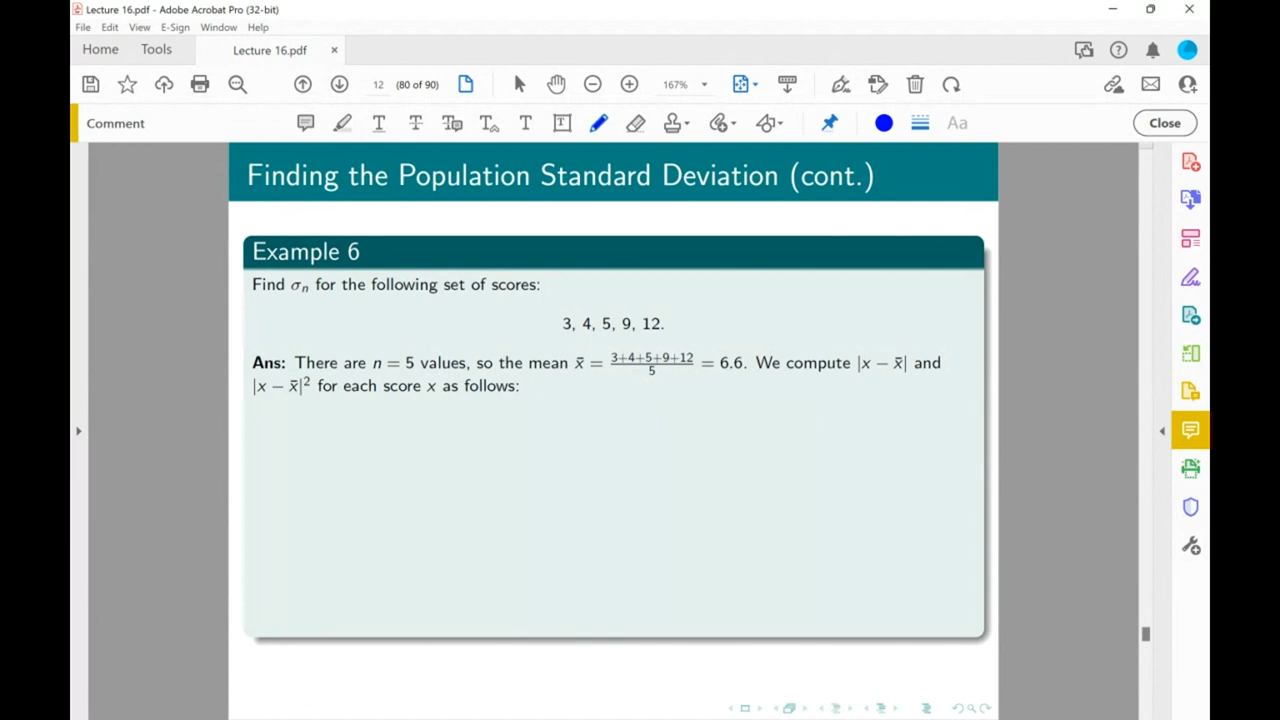 Lecture 16.pdf - Adobe Acrobat Pro (32-bit)
File Edit View E-Sign Window Help
Home Tools Lecture 16.pdf ×
12 (80 of 90) 167%
Comment Aa Close
Finding the Population Standard Deviation (cont.)
Example 6
Find σₙ for the following set of scores:
3, 4, 5, 9, 12.
Ans: There are n = 5 values, so the mean x̄ = (3+4+5+9+12)/5 = 6.6. We compute |x − x̄| and
|x − x̄|² for each score x as follows: